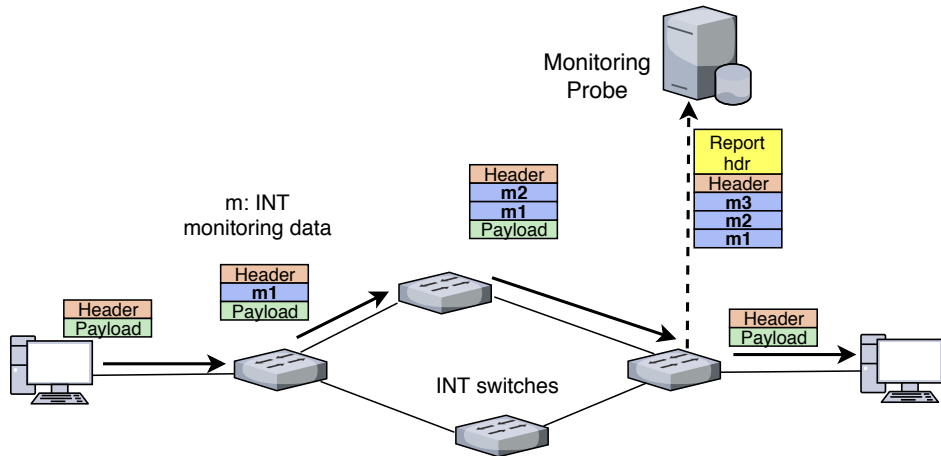 Monitoring
Probe
Report
hdr
Header
m3
m2
m1
Header
m2
m1
Payload
m: INT
monitoring data
Header
m1
Payload
Header
Payload
Header
Payload
INT switches